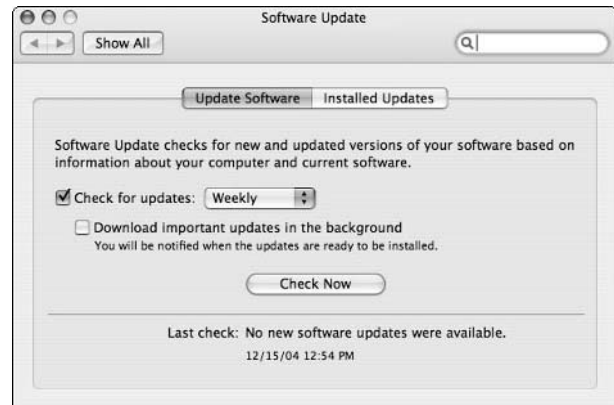 Software Update
Show All
Update Software Installed Updates
Software Update checks for new and updated versions of your software based on
information about your computer and current software.
Check for updates: Weekly
Download important updates in the background
You will be notified when the updates are ready to be installed.
Check Now
Last check: No new software updates were available.
12/15/04 12:54 PM